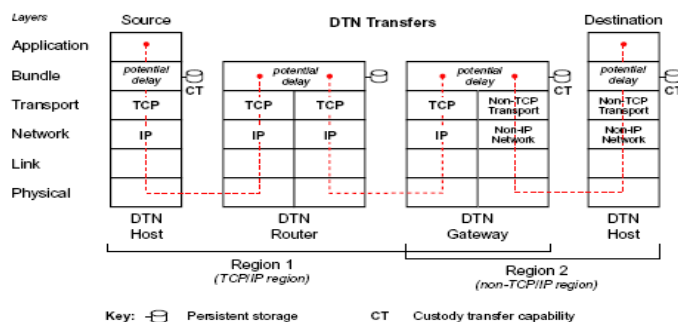 Layers
Source
DTN Transfers
Destination
Application
Bundle
potential delay
potential delay
potential delay
potential delay
CT
CT
CT
Transport
TCP
TCP
TCP
TCP
Non-TCP Transport
Non-TCP Transport
Network
IP
IP
IP
IP
Non-IP Network
Non-IP Network
Link
Physical
DTN Host
DTN Router
DTN Gateway
DTN Host
Region 1
(TCP/IP region)
Region 2
(non-TCP/IP region)
Key: Persistent storage CT Custody transfer capability